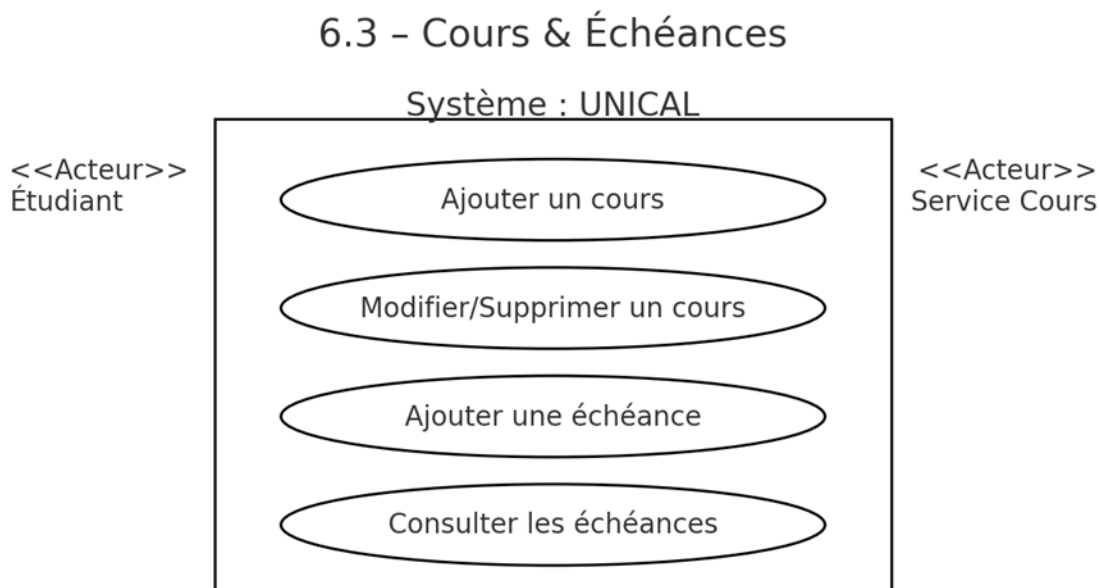 6.3 – Cours & Échéances
Système : UNICAL
<<Acteur>>
Étudiant
<<Acteur>>
Service Cours
Ajouter un cours
Modifier/Supprimer un cours
Ajouter une échéance
Consulter les échéances